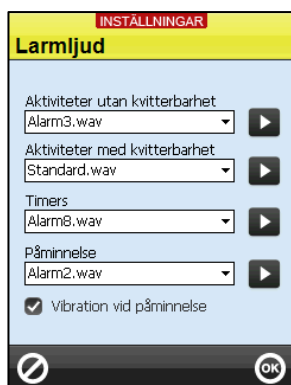 INSTÄLLNINGAR
Larmljud
Aktiviteter utan kvitterbarhet
Alarm3.wav
Aktiviteter med kvitterbarhet
Standard.wav
Timers
Alarm8.wav
Påminnelse
Alarm2.wav
Vibration vid påminnelse
OK